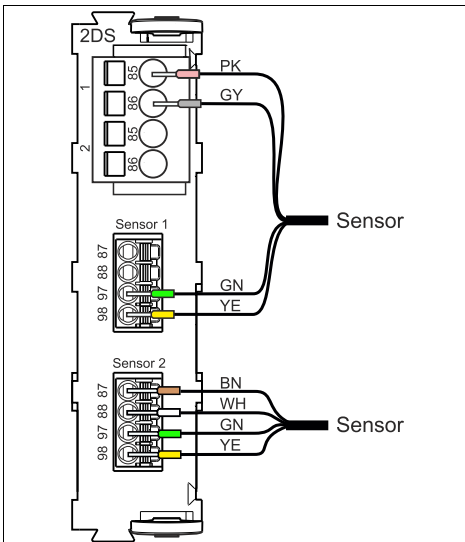 2DS
1
85
PK
86
GY
2
85
86
Sensor
Sensor 1
87
88
97
GN
98
YE
Sensor 2
87
BN
88
WH
97
GN
Sensor
98
YE